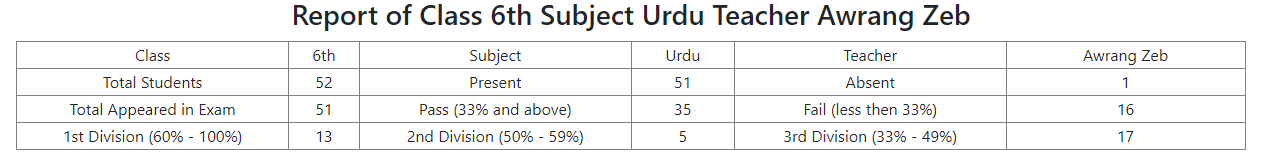 Report of Class 6th Subject Urdu Teacher Awrang Zeb
Class 6th Subject Urdu Teacher Awrang Zeb
Total Students 52 Present 51 Absent 1
Total Appeared in Exam 51 Pass (33% and above) 35 Fail (less then 33%) 16
1st Division (60% - 100%) 13 2nd Division (50% - 59%) 5 3rd Division (33% - 49%) 17